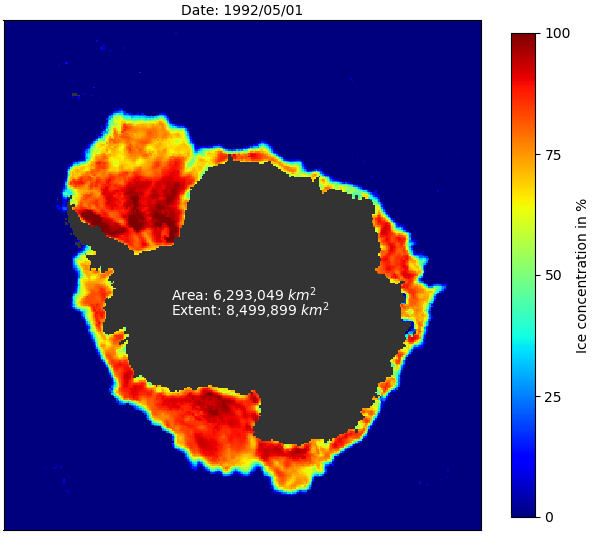 Date: 1992/05/01
Area: 6,293,049 km²
Extent: 8,499,899 km²
100
75
50
25
0
Ice concentration in %